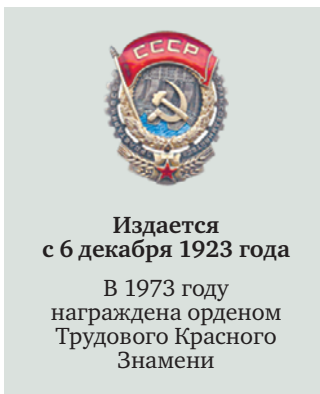 СССР
Издается
с 6 декабря 1923 года
В 1973 году
награждена орденом
Трудового Красного
Знамени